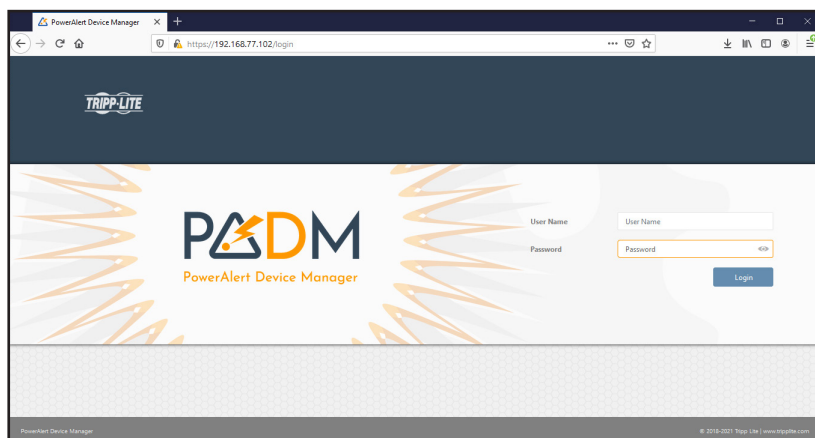 PowerAlert Device Manager
https://192.168.77.102/login
TRIPP·LITE
PADM
PowerAlert Device Manager
User Name
User Name
Password
Password
Login
PowerAlert Device Manager
© 2018-2021 Tripp Lite | www.tripplite.com